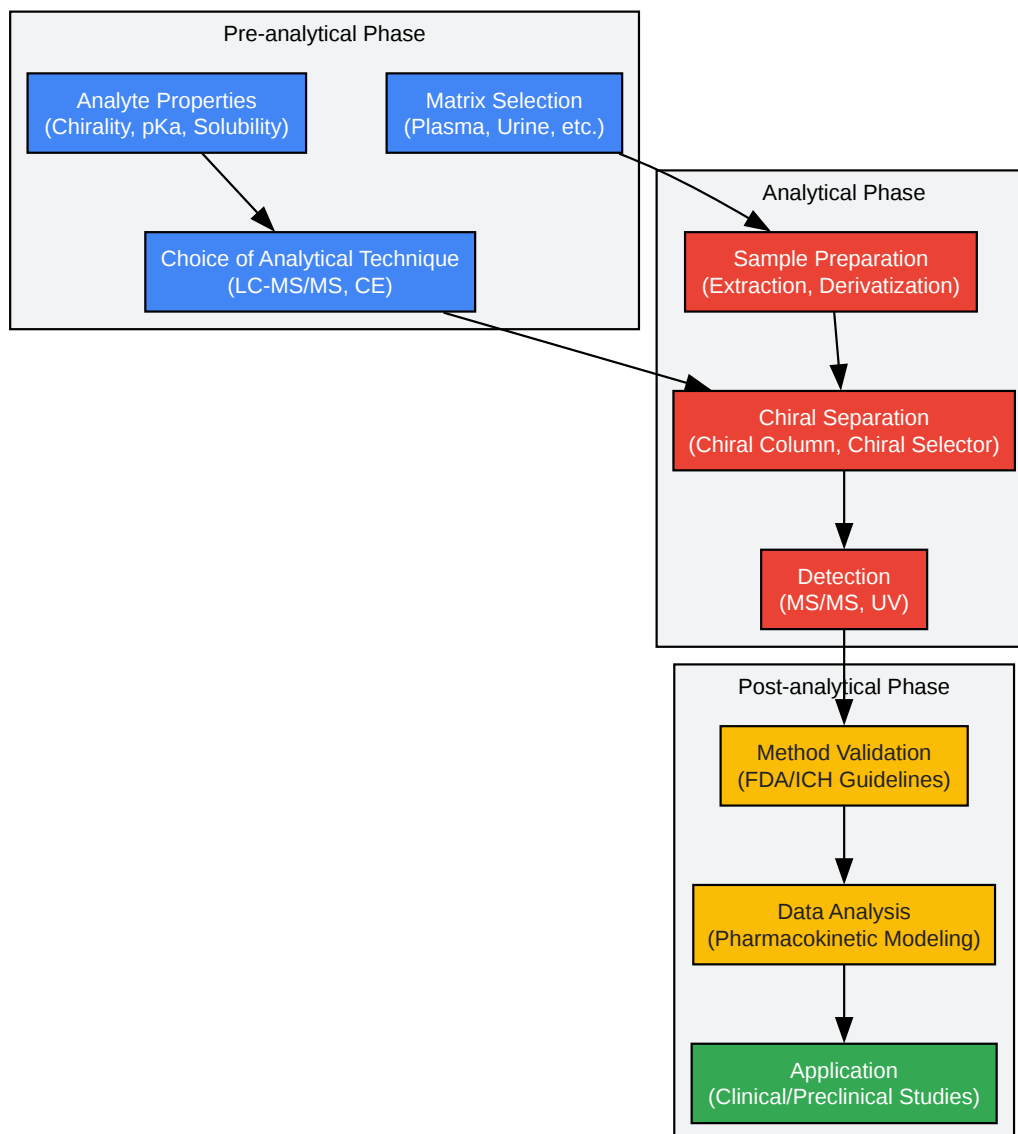 Pre-analytical Phase
Analyte Properties
(Chirality, pKa, Solubility)
Matrix Selection
(Plasma, Urine, etc.)
Choice of Analytical Technique
(LC-MS/MS, CE)
Analytical Phase
Sample Preparation
(Extraction, Derivatization)
Chiral Separation
(Chiral Column, Chiral Selector)
Detection
(MS/MS, UV)
Post-analytical Phase
Method Validation
(FDA/ICH Guidelines)
Data Analysis
(Pharmacokinetic Modeling)
Application
(Clinical/Preclinical Studies)